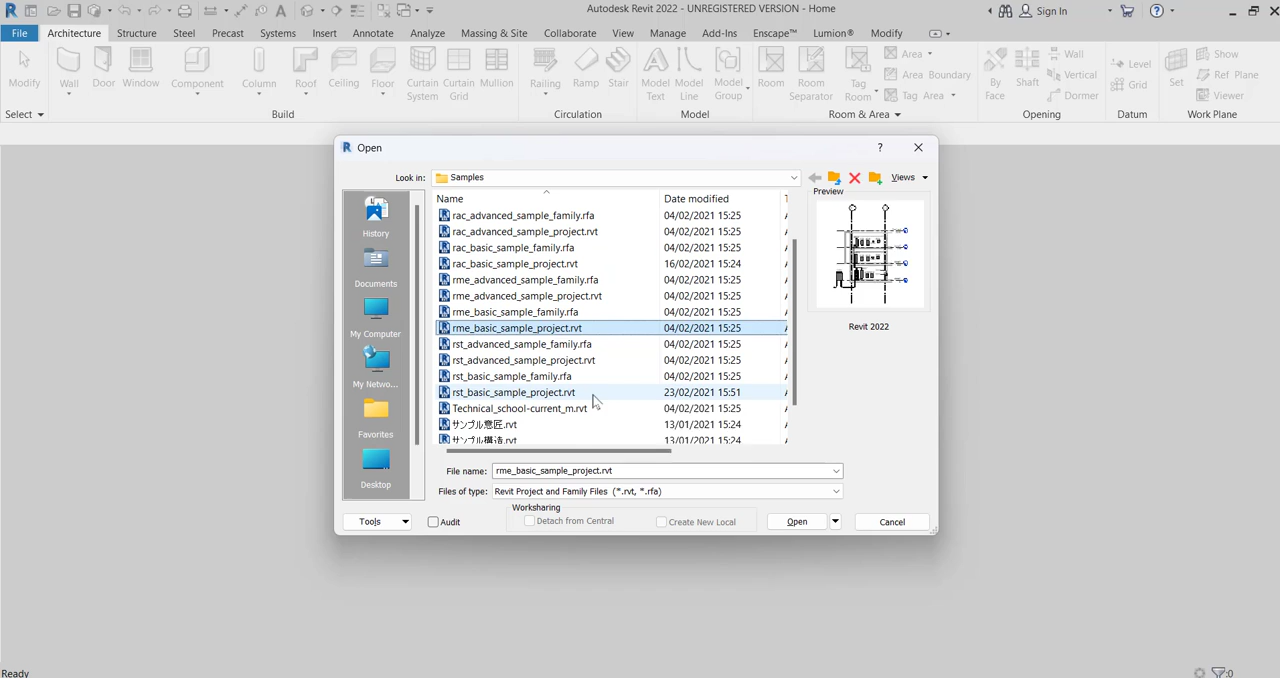 Autodesk Revit 2022 - UNREGISTERED VERSION - Home
Sign In
File Architecture Structure Steel Precast Systems Insert Annotate Analyze Massing & Site Collaborate View Manage Add-Ins Enscape™ Lumion® Modify
Modify Wall Door Window Component Column Roof Ceiling Floor Curtain System Curtain Grid Mullion Railing Ramp Stair Model Text Model Line Model Group Room Room Separator Tag Room Area Area Boundary Tag Area By Face Shaft Wall Vertical Dormer Level Grid Set Show Ref Plane Viewer
Select Build Circulation Model Room & Area Opening Datum Work Plane
Open
Look in: Samples Views
Preview
Name Date modified
History
Documents
My Computer
My Netwo...
Favorites
Desktop
rac_advanced_sample_family.rfa 04/02/2021 15:25
rac_advanced_sample_project.rvt 04/02/2021 15:25
rac_basic_sample_family.rfa 04/02/2021 15:25
rac_basic_sample_project.rvt 16/02/2021 15:24
rme_advanced_sample_family.rfa 04/02/2021 15:25
rme_advanced_sample_project.rvt 04/02/2021 15:25
rme_basic_sample_family.rfa 04/02/2021 15:25
rme_basic_sample_project.rvt 04/02/2021 15:25
rst_advanced_sample_family.rfa 04/02/2021 15:25
rst_advanced_sample_project.rvt 04/02/2021 15:25
rst_basic_sample_family.rfa 04/02/2021 15:25
rst_basic_sample_project.rvt 23/02/2021 15:51
Technical_school-current_m.rvt 04/02/2021 15:25
サンプル意匠.rvt 13/01/2021 15:24
サンプル構造.rvt 13/01/2021 15:24
Revit 2022
File name: rme_basic_sample_project.rvt
Files of type: Revit Project and Family Files (*.rvt, *.rfa)
Worksharing
Tools Audit Detach from Central Create New Local Open Cancel
Ready
:0